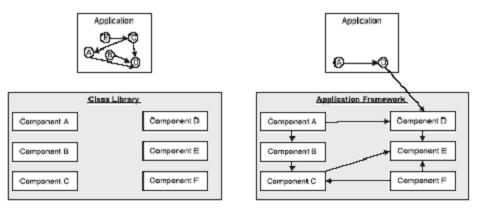 Application
E
C
A
B
D
Class Library
Component A
Component D
Component B
Component E
Component C
Component F
Application
A
Application Framework
Component A
Component D
Component B
Component E
Component C
Component F